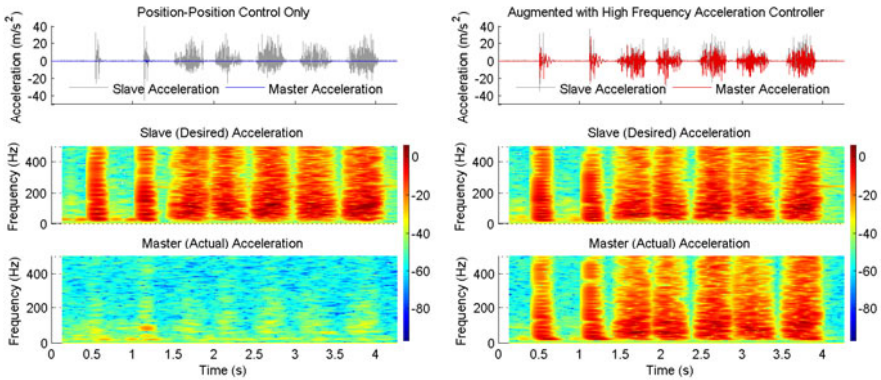 Position-Position Control Only
Acceleration (m/s²)
40
20
0
-20
-40
Slave Acceleration
Master Acceleration
Slave (Desired) Acceleration
Frequency (Hz)
400
200
0
0
-20
-40
-60
-80
Master (Actual) Acceleration
Frequency (Hz)
400
200
0
0
0.5
1
1.5
2
2.5
3
3.5
4
Time (s)
Augmented with High Frequency Acceleration Controller
Acceleration (m/s²)
40
20
0
-20
-40
Slave Acceleration
Master Acceleration
Slave (Desired) Acceleration
Frequency (Hz)
400
200
0
0
-20
-40
-60
-80
Master (Actual) Acceleration
Frequency (Hz)
400
200
0
0
0.5
1
1.5
2
2.5
3
3.5
4
Time (s)